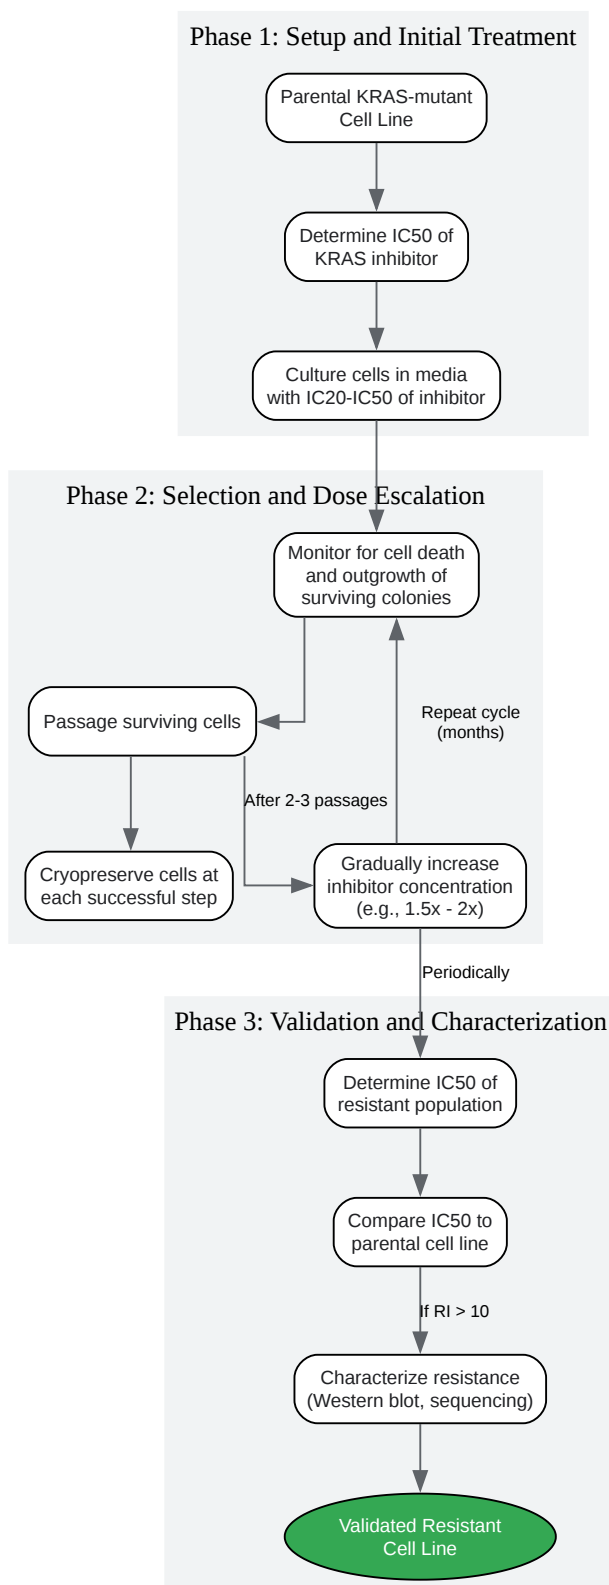 Phase 1: Setup and Initial Treatment
Parental KRAS-mutant
Cell Line
Determine IC50 of
KRAS inhibitor
Culture cells in media
with IC20-IC50 of inhibitor
Phase 2: Selection and Dose Escalation
Monitor for cell death
and outgrowth of
surviving colonies
Passage surviving cells
Repeat cycle
(months)
After 2-3 passages
Cryopreserve cells at
each successful step
Gradually increase
inhibitor concentration
(e.g., 1.5x - 2x)
Periodically
Phase 3: Validation and Characterization
Determine IC50 of
resistant population
Compare IC50 to
parental cell line
If RI > 10
Characterize resistance
(Western blot, sequencing)
Validated Resistant
Cell Line